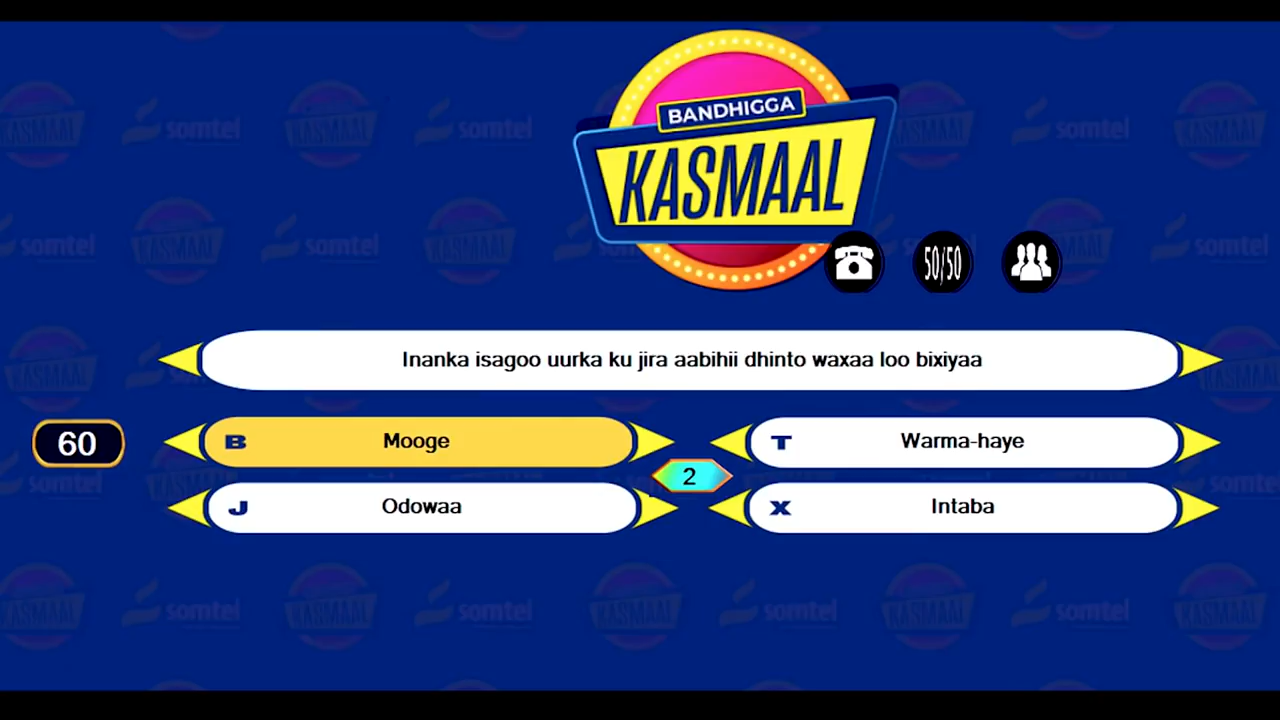 BANDHIGGA
KASMAAL
50/50
Inanka isagoo uurka ku jira aabihii dhinto waxaa loo bixiyaa
60
B Mooge
T Warma-haye
2
J Odowaa
X Intaba
somtel